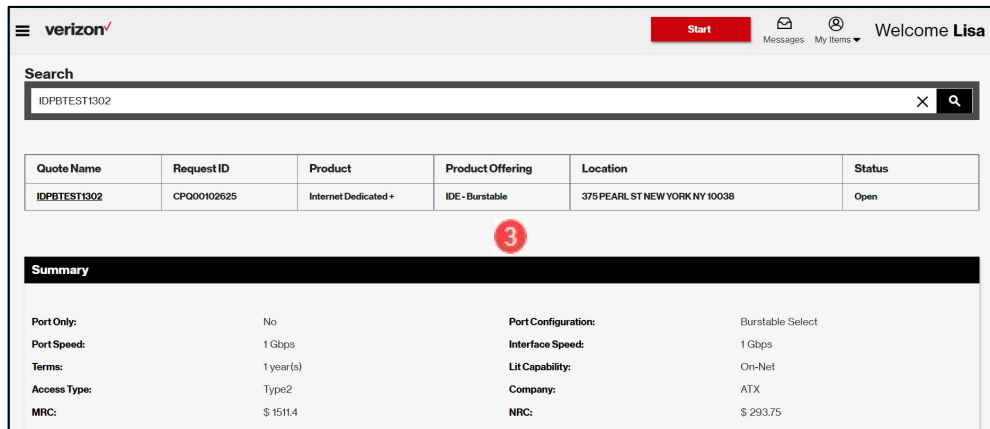 verizon✓
Start
Messages
My Items
Welcome Lisa
Search
IDPBTEST1302
Quote Name Request ID Product Product Offering Location Status
IDPBTEST1302 CPQ00102625 Internet Dedicated + IDE - Burstable 375 PEARL ST NEW YORK NY 10038 Open
3
Summary
Port Only: No Port Configuration: Burstable Select
Port Speed: 1 Gbps Interface Speed: 1 Gbps
Terms: 1 year(s) Lit Capability: On-Net
Access Type: Type2 Company: ATX
MRC: $ 1511.4 NRC: $ 293.75